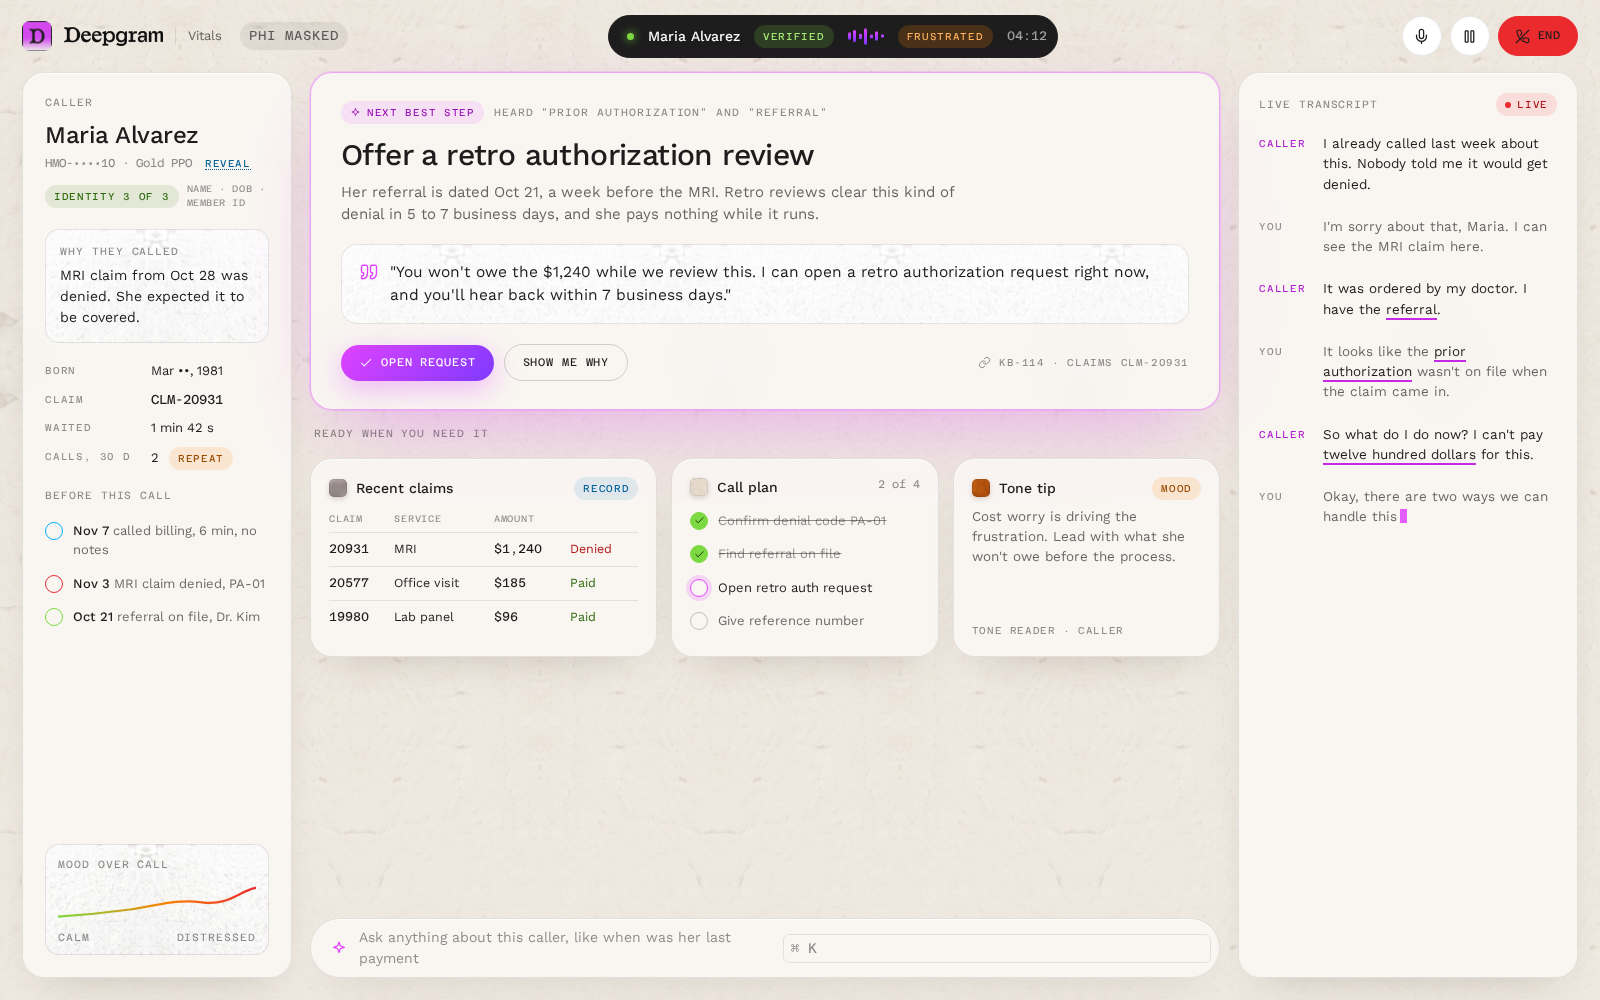 D Deepgram Vitals PHI MASKED
Maria Alvarez VERIFIED FRUSTRATED 04:12
END
CALLER
Maria Alvarez
HMO-····10 · Gold PPO REVEAL
IDENTITY 3 OF 3
NAME · DOB ·
MEMBER ID
WHY THEY CALLED
MRI claim from Oct 28 was
denied. She expected it to
be covered.
BORN Mar ••, 1981
CLAIM CLM-20931
WAITED 1 min 42 s
CALLS, 30 D 2 REPEAT
BEFORE THIS CALL
Nov 7 called billing, 6 min, no
notes
Nov 3 MRI claim denied, PA-01
Oct 21 referral on file, Dr. Kim
MOOD OVER CALL
CALM DISTRESSED
NEXT BEST STEP HEARD "PRIOR AUTHORIZATION" AND "REFERRAL"
Offer a retro authorization review
Her referral is dated Oct 21, a week before the MRI. Retro reviews clear this kind of
denial in 5 to 7 business days, and she pays nothing while it runs.
"You won't owe the $1,240 while we review this. I can open a retro authorization request right now,
and you'll hear back within 7 business days."
OPEN REQUEST SHOW ME WHY KB-114 · CLAIMS CLM-20931
READY WHEN YOU NEED IT
Recent claims RECORD
CLAIM SERVICE AMOUNT
20931 MRI $1,240 Denied
20577 Office visit $185 Paid
19980 Lab panel $96 Paid
Call plan 2 of 4
Confirm denial code PA-01
Find referral on file
Open retro auth request
Give reference number
Tone tip MOOD
Cost worry is driving the
frustration. Lead with what she
won't owe before the process.
TONE READER · CALLER
Ask anything about this caller, like when was her last
payment
⌘ K
LIVE TRANSCRIPT LIVE
CALLER I already called last week about
this. Nobody told me it would get
denied.
YOU I'm sorry about that, Maria. I can
see the MRI claim here.
CALLER It was ordered by my doctor. I
have the referral.
YOU It looks like the prior
authorization wasn't on file when
the claim came in.
CALLER So what do I do now? I can't pay
twelve hundred dollars for this.
YOU Okay, there are two ways we can
handle this